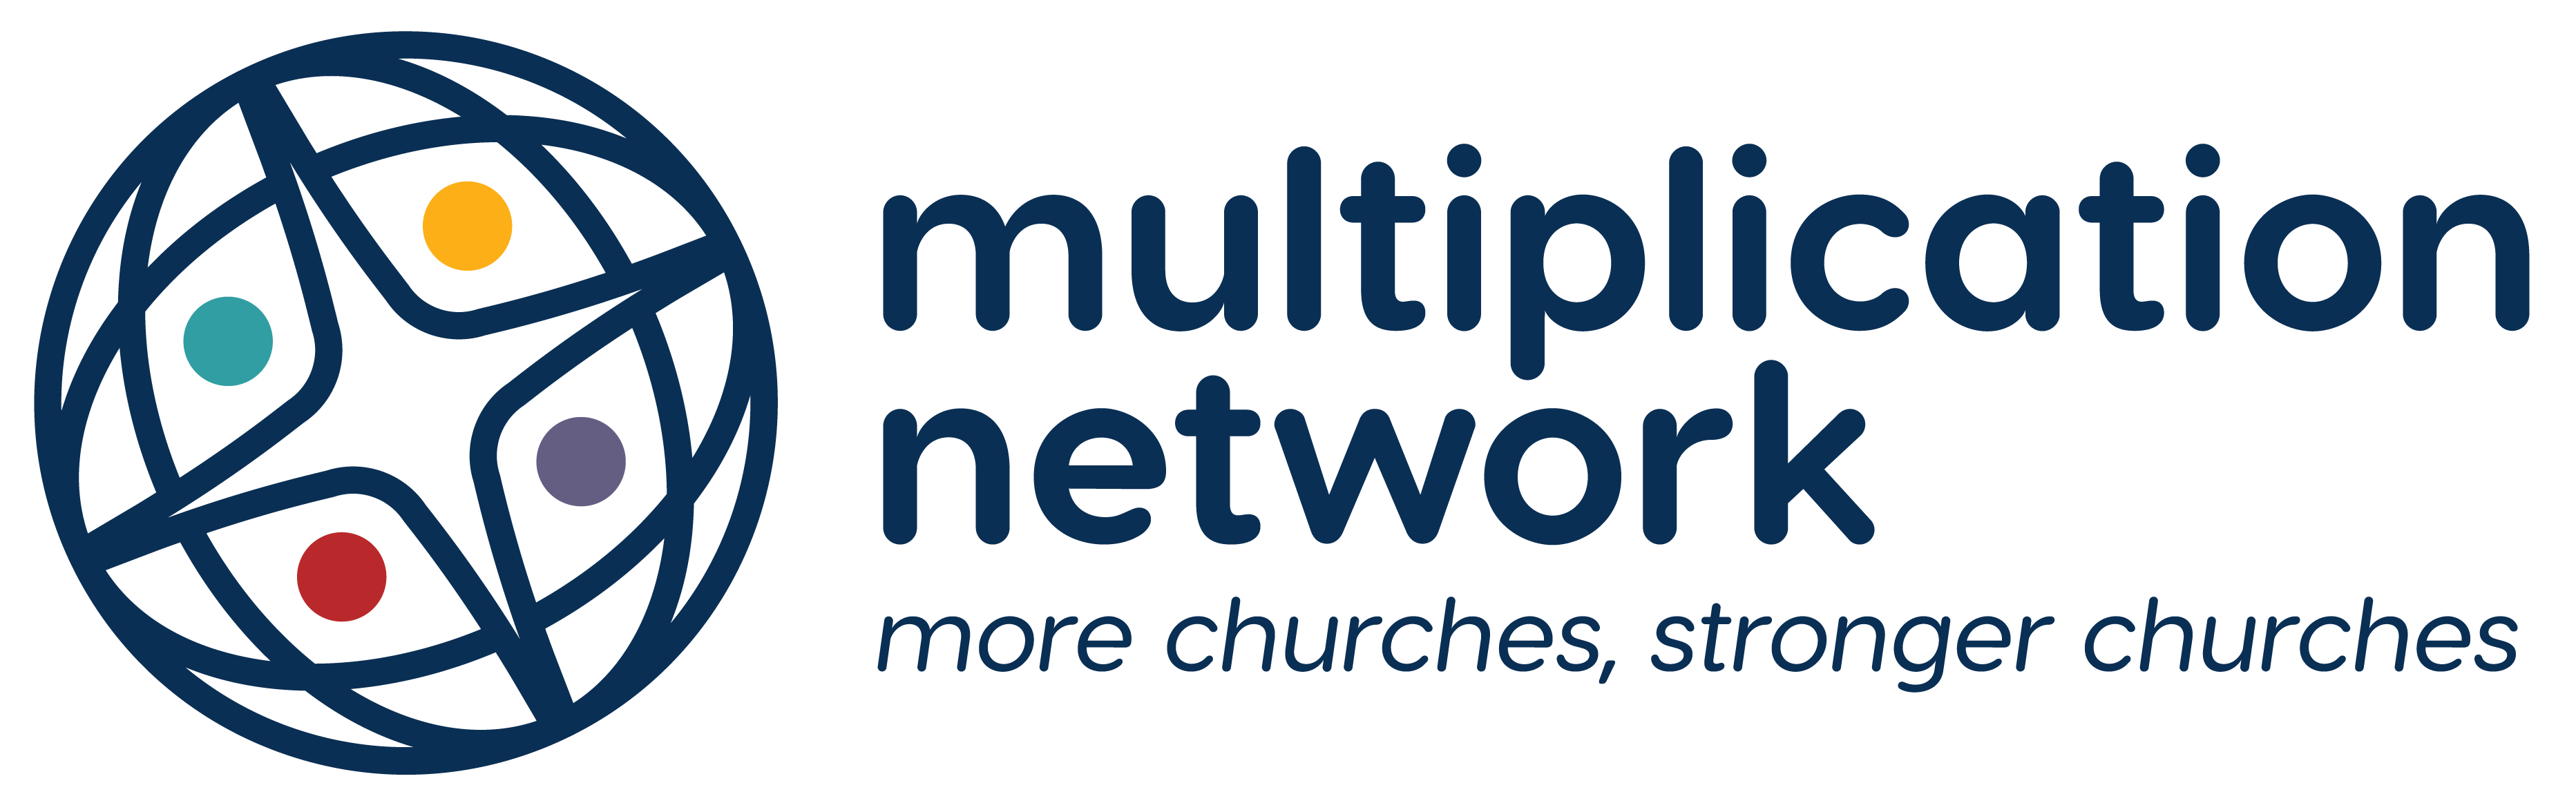 multiplication
network
more churches, stronger churches